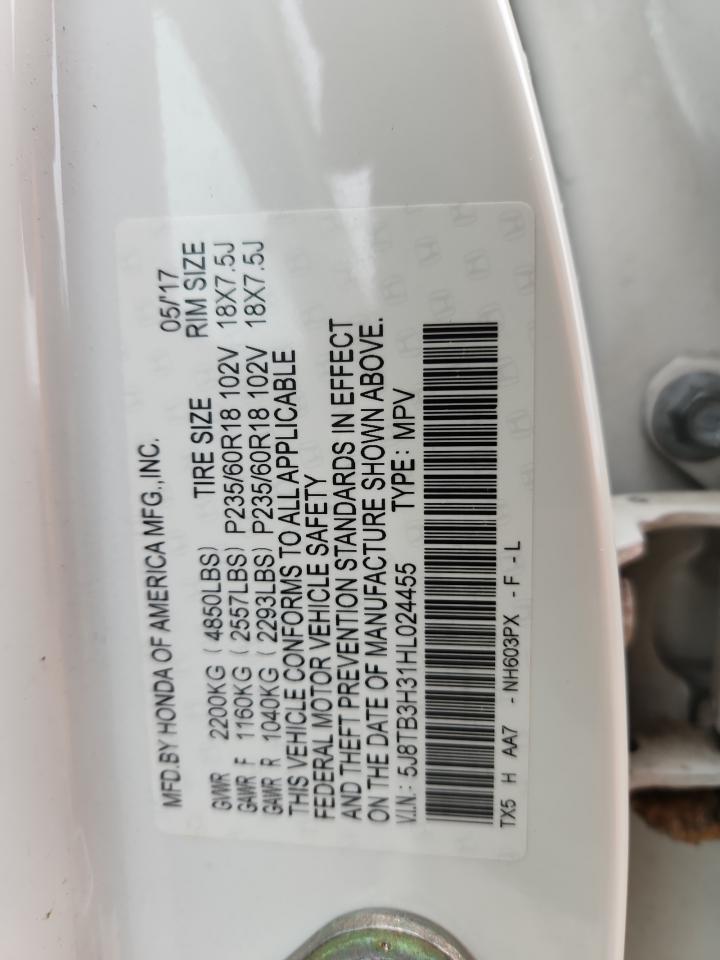 MFD.BY HONDA OF AMERICA MFG.,INC. 05/'17
TIRE SIZE RIM SIZE
GVWR 2200KG (4850LBS)
GAWR F 1160KG (2557LBS) P235/60R18 102V 18X7.5J
GAWR R 1040KG (2293LBS) P235/60R18 102V 18X7.5J
THIS VEHICLE CONFORMS TO ALL APPLICABLE
FEDERAL MOTOR VEHICLE SAFETY
AND THEFT PREVENTION STANDARDS IN EFFECT
ON THE DATE OF MANUFACTURE SHOWN ABOVE.
V.I.N.: 5J8TB3H31HL024455 TYPE: MPV
TX5 H AA7 - NH603PX - F - L